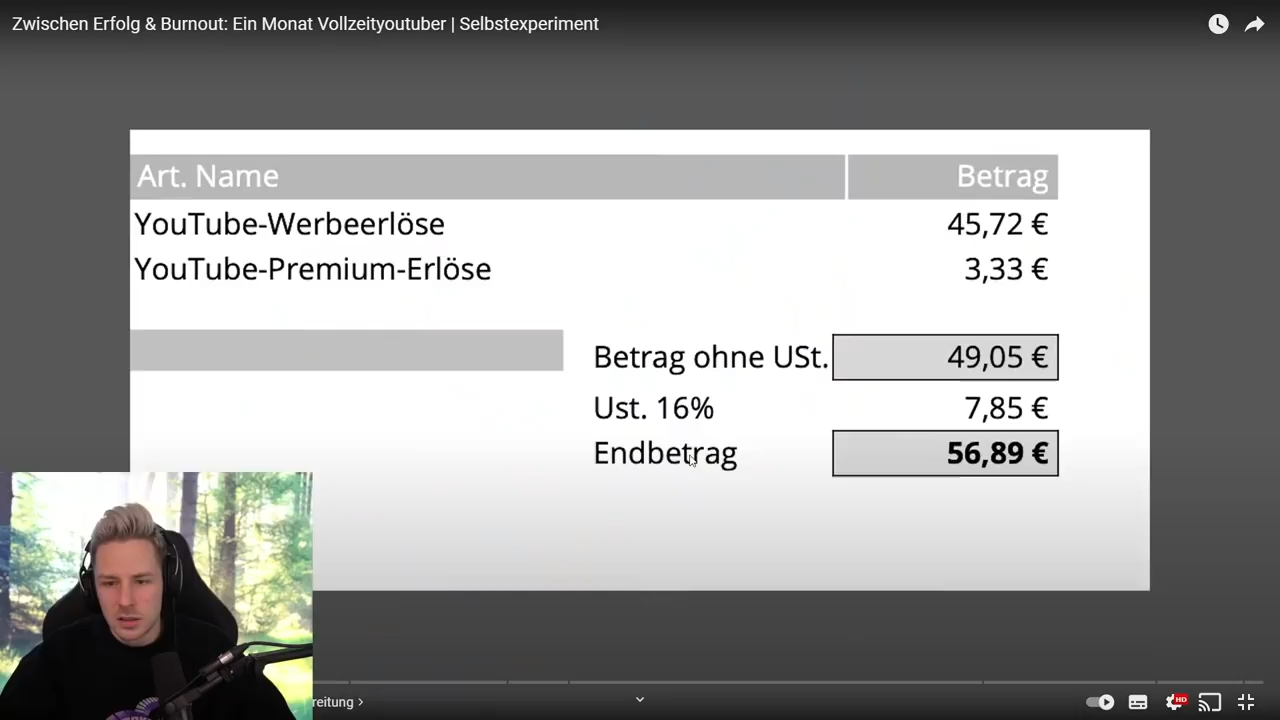 Zwischen Erfolg & Burnout: Ein Monat Vollzeityoutuber | Selbstexperiment
Art. Name Betrag
YouTube-Werbeerlöse 45,72 €
YouTube-Premium-Erlöse 3,33 €
Betrag ohne USt. 49,05 €
Ust. 16% 7,85 €
Endbetrag 56,89 €
reitung
HD